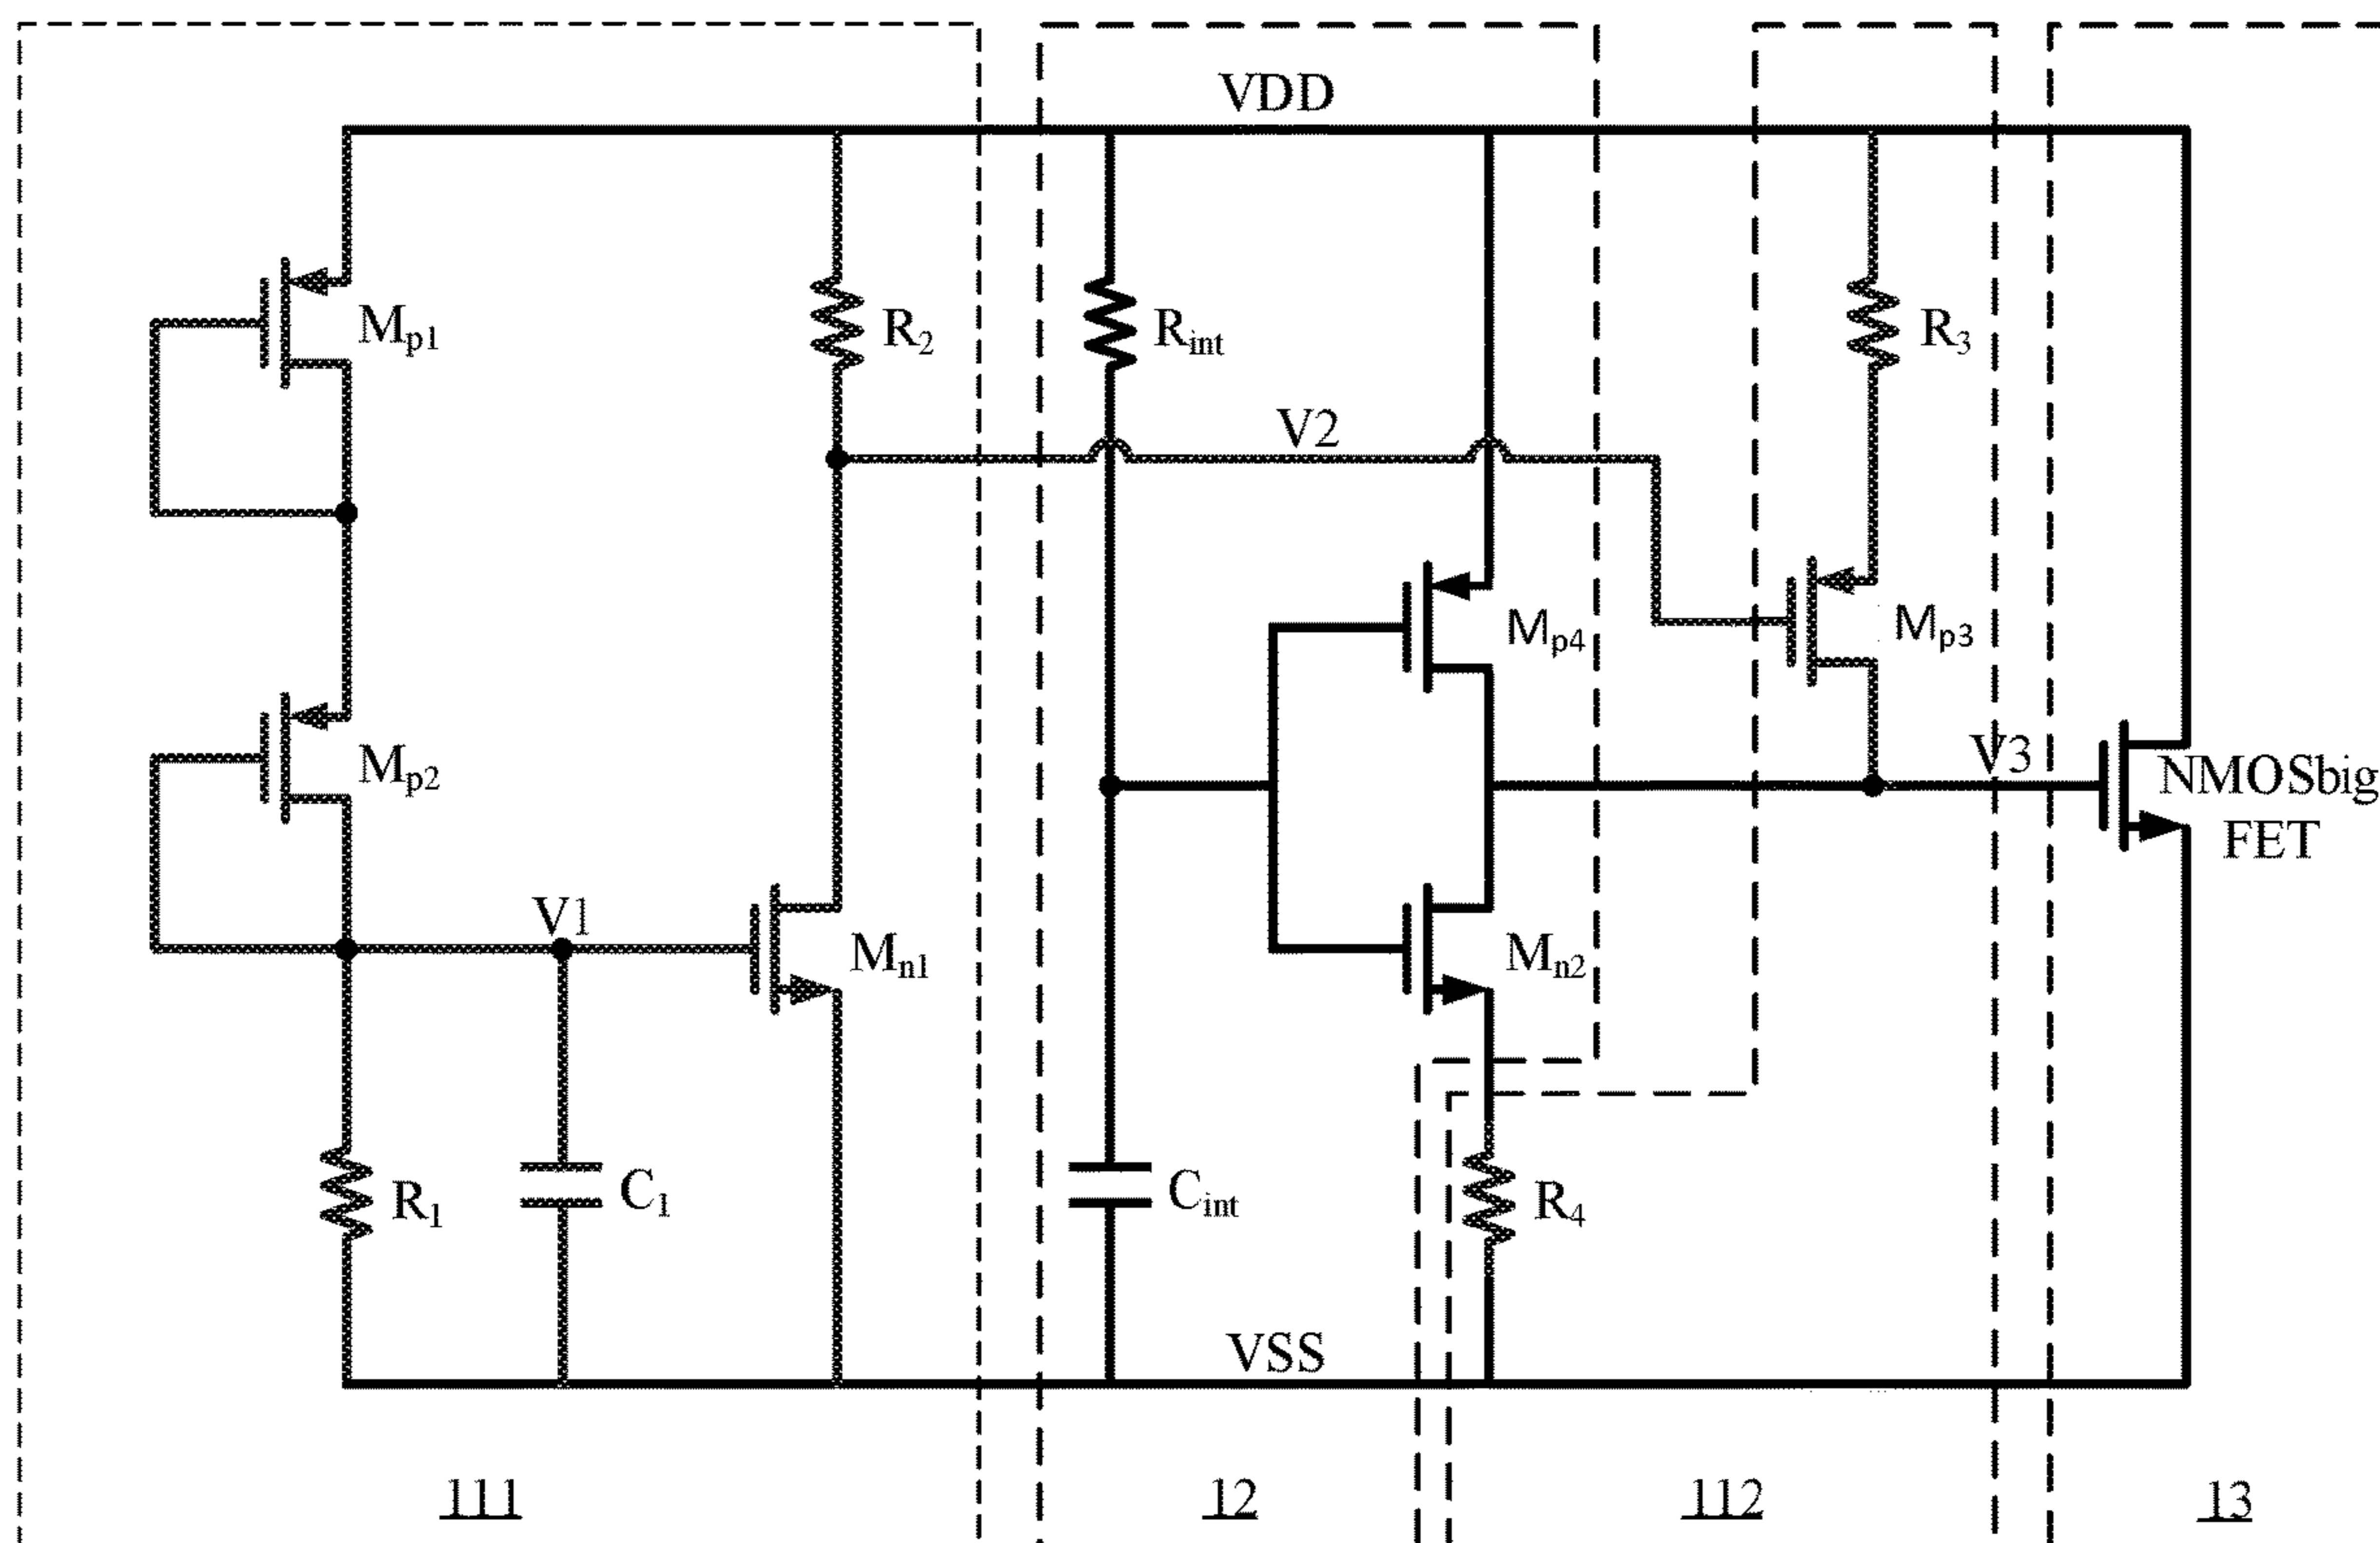 VDD
Mp1
R2
Rint
R3
V2
Mp4
Mp3
V3
NMOSbig
FET
Mp2
V1
Mn1
Mn2
R1
C1
Cint
R4
VSS
111
12
112
13